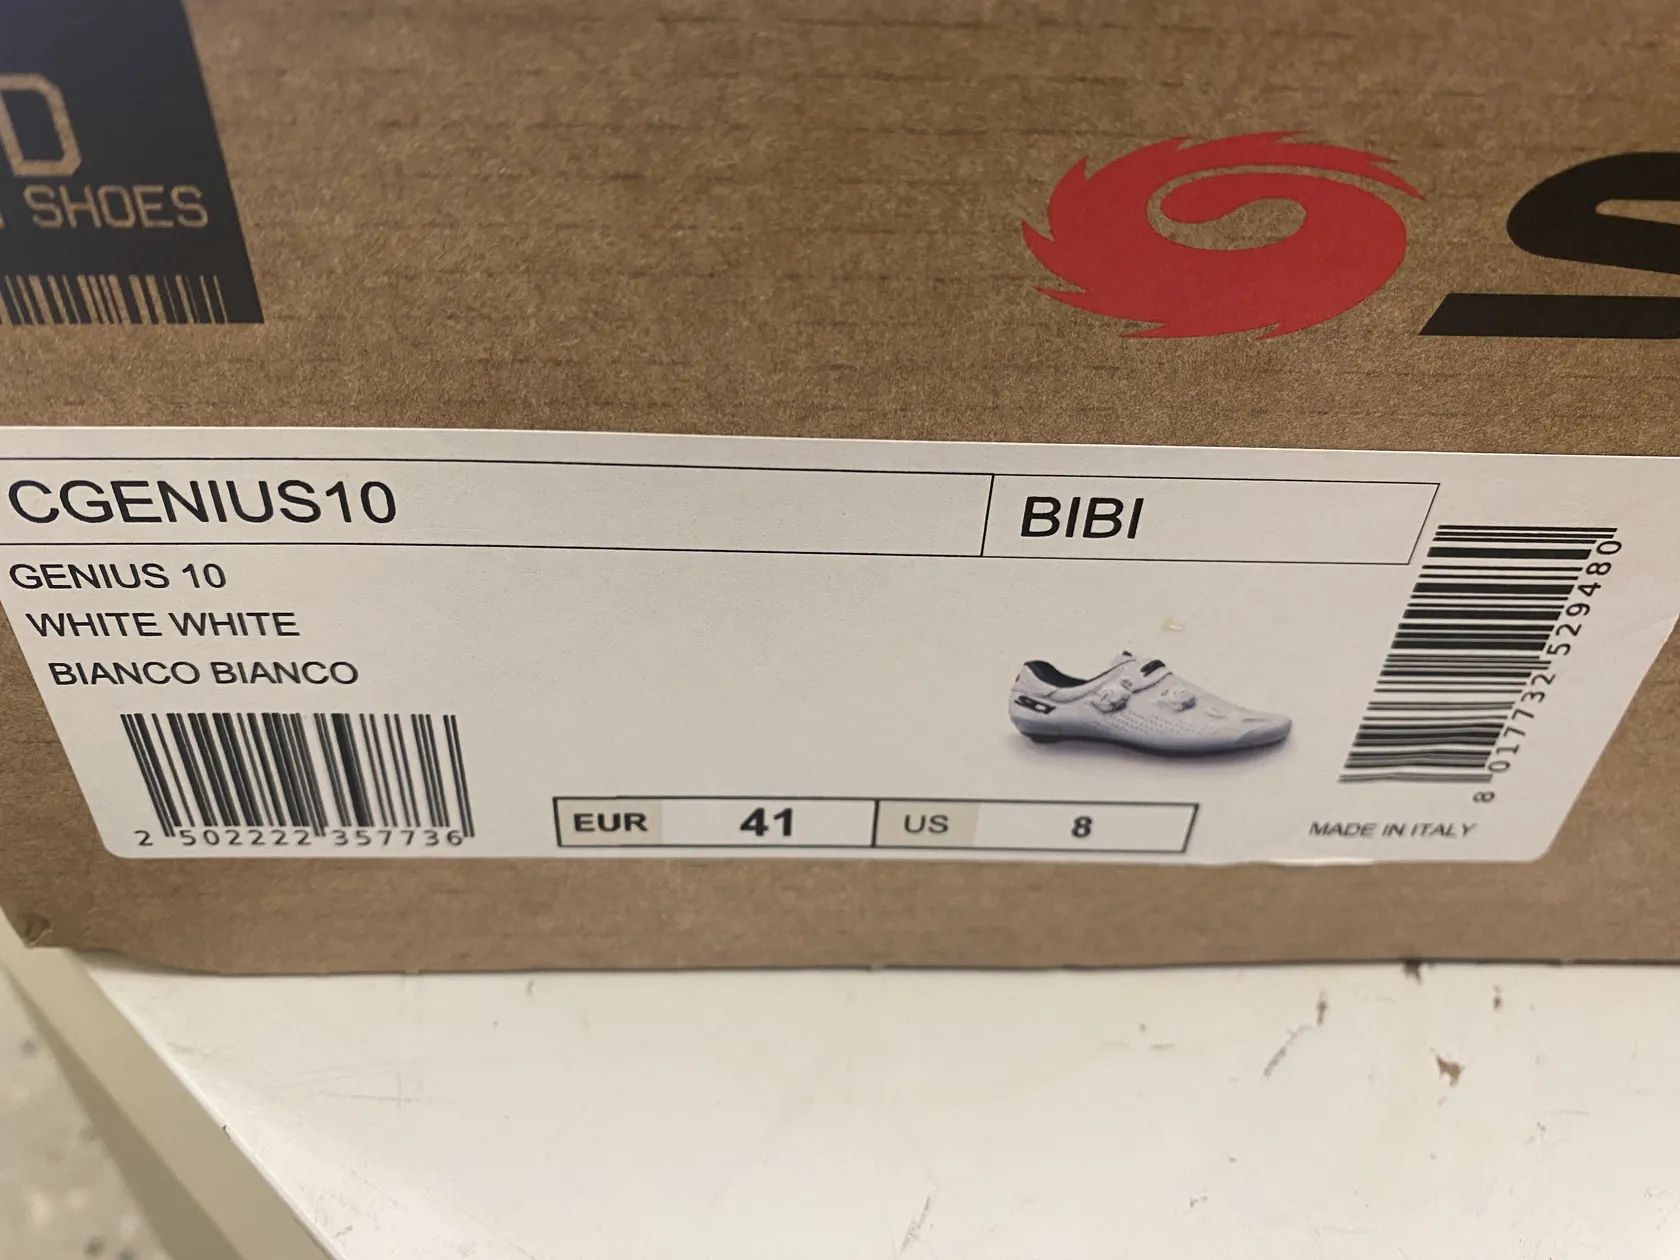 D
SHOES
S
CGENIUS10
BIBI
GENIUS 10
WHITE WHITE
BIANCO BIANCO
2 502222 357736
EUR 41 US 8
SIDI
8 017732 529480
MADE IN ITALY